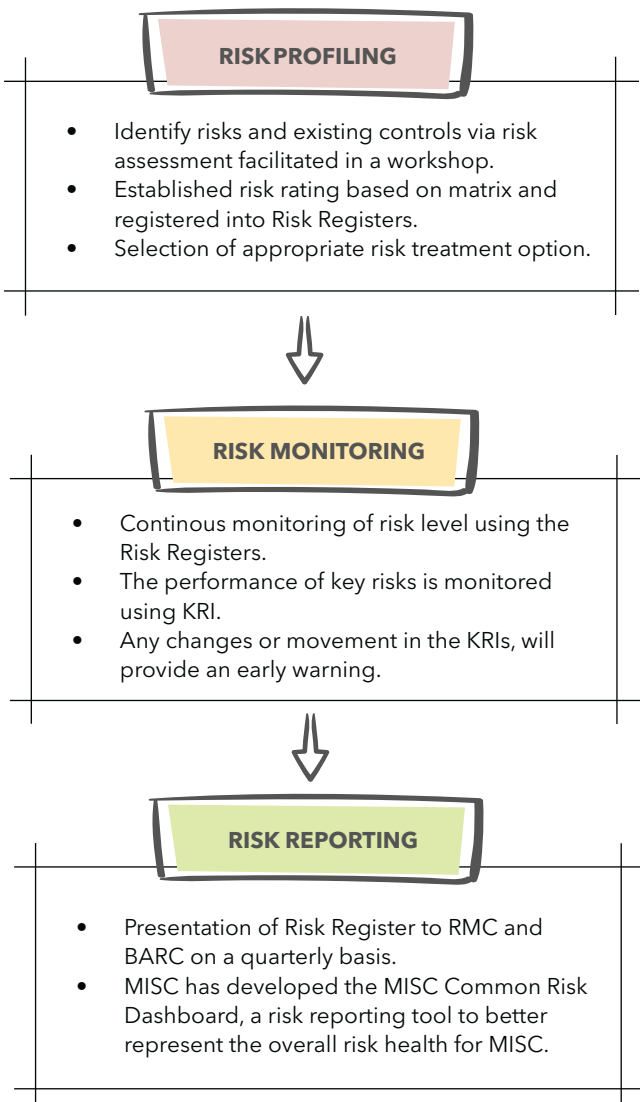 RISK PROFILING
• Identify risks and existing controls via risk
assessment facilitated in a workshop.
• Established risk rating based on matrix and
registered into Risk Registers.
• Selection of appropriate risk treatment option.
RISK MONITORING
• Continous monitoring of risk level using the
Risk Registers.
• The performance of key risks is monitored
using KRI.
• Any changes or movement in the KRIs, will
provide an early warning.
RISK REPORTING
• Presentation of Risk Register to RMC and
BARC on a quarterly basis.
• MISC has developed the MISC Common Risk
Dashboard, a risk reporting tool to better
represent the overall risk health for MISC.